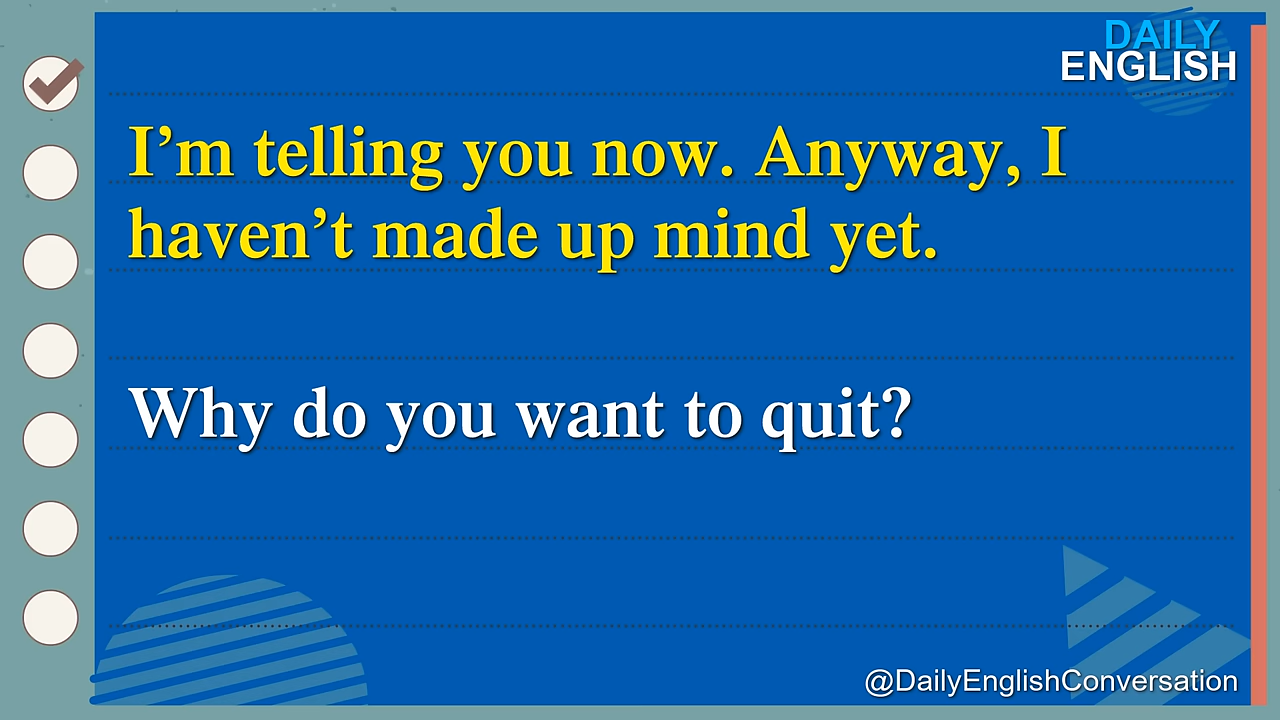 DAILY
ENGLISH
I’m telling you now. Anyway, I
haven’t made up mind yet.
Why do you want to quit?
@DailyEnglishConversation